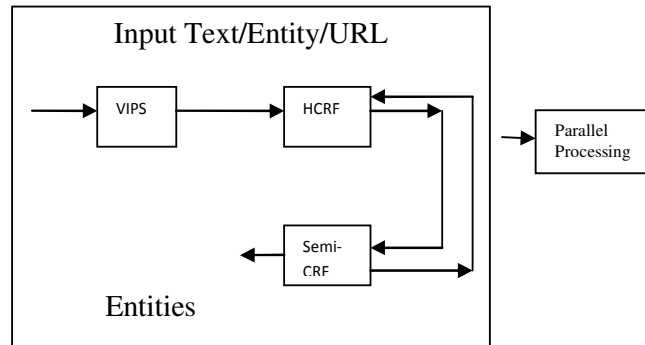 Input Text/Entity/URL
VIPS
HCRF
Parallel
Processing
Semi-
CRF
Entities